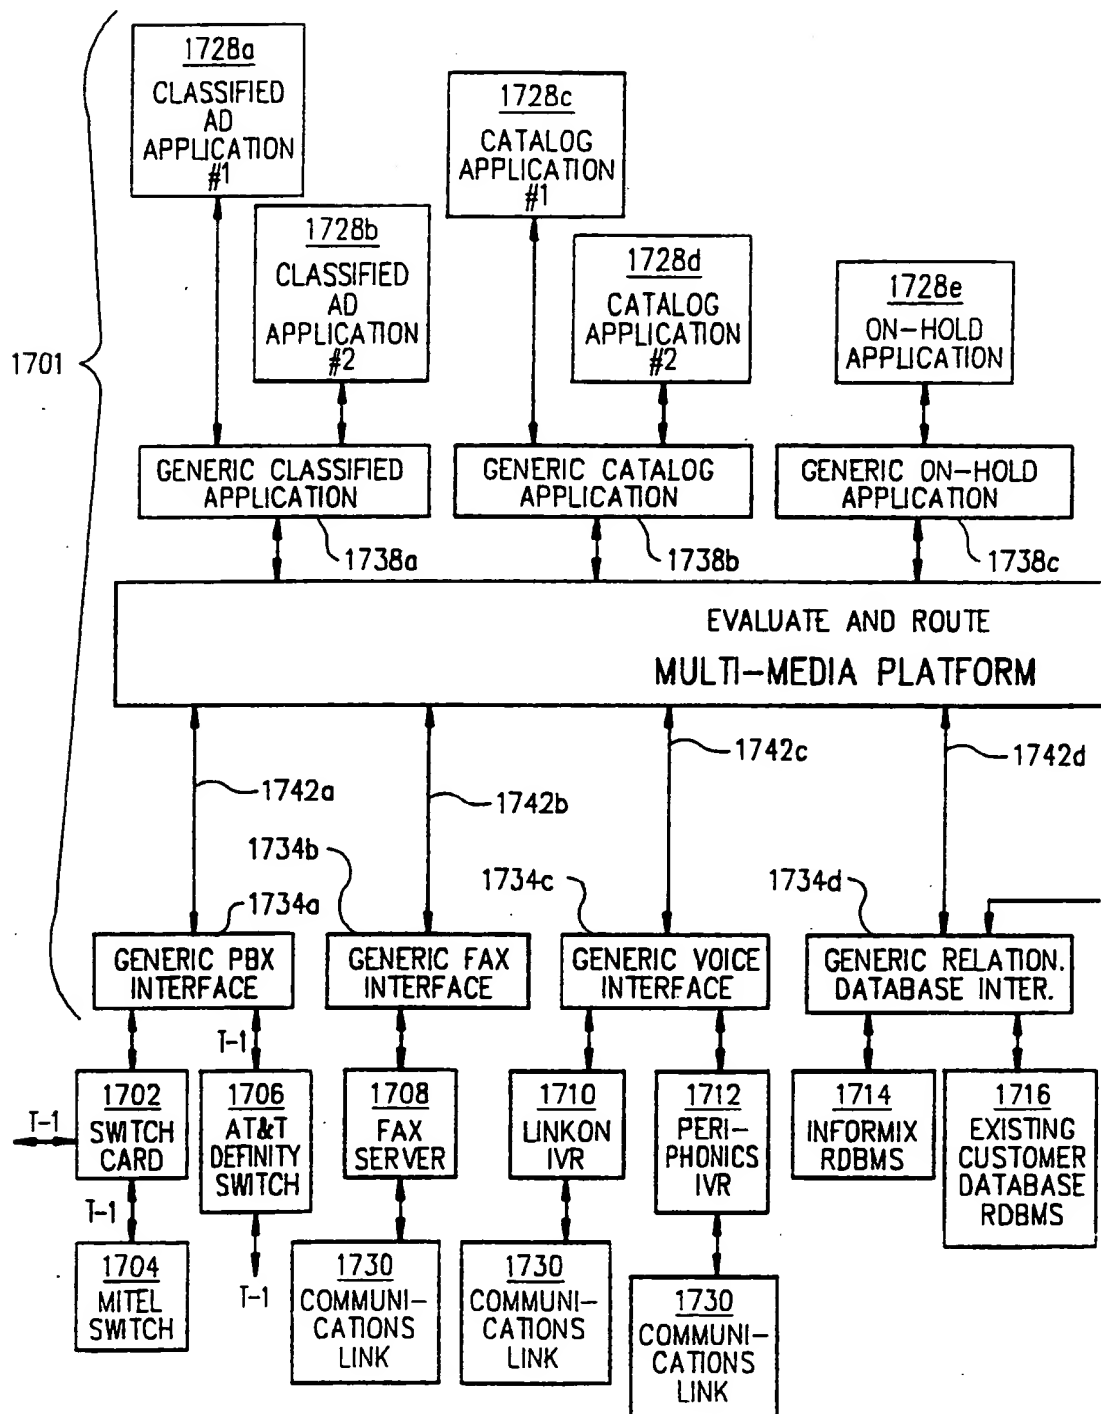 1728a
CLASSIFIED
AD
APPLICATION
#1
1728c
CATALOG
APPLICATION
#1
1728b
CLASSIFIED
AD
APPLICATION
#2
1728d
CATALOG
APPLICATION
#2
1728e
ON-HOLD
APPLICATION
1701
GENERIC CLASSIFIED
APPLICATION
GENERIC CATALOG
APPLICATION
GENERIC ON-HOLD
APPLICATION
1738a
1738b
1738c
EVALUATE AND ROUTE
MULTI-MEDIA PLATFORM
1742a
1742b
1742c
1742d
1734a
1734b
1734c
1734d
GENERIC PBX
INTERFACE
GENERIC FAX
INTERFACE
GENERIC VOICE
INTERFACE
GENERIC RELATION.
DATABASE INTER.
T-1
T-1
1702
SWITCH
CARD
1706
AT&T
DEFINITY
SWITCH
1708
FAX
SERVER
1710
LINKON
IVR
1712
PERI-
PHONICS
IVR
1714
INFORMIX
RDBMS
1716
EXISTING
CUSTOMER
DATABASE
RDBMS
T-1
1704
MITEL
SWITCH
T-1
1730
COMMUNI-
CATIONS
LINK
1730
COMMUNI-
CATIONS
LINK
1730
COMMUNI-
CATIONS
LINK